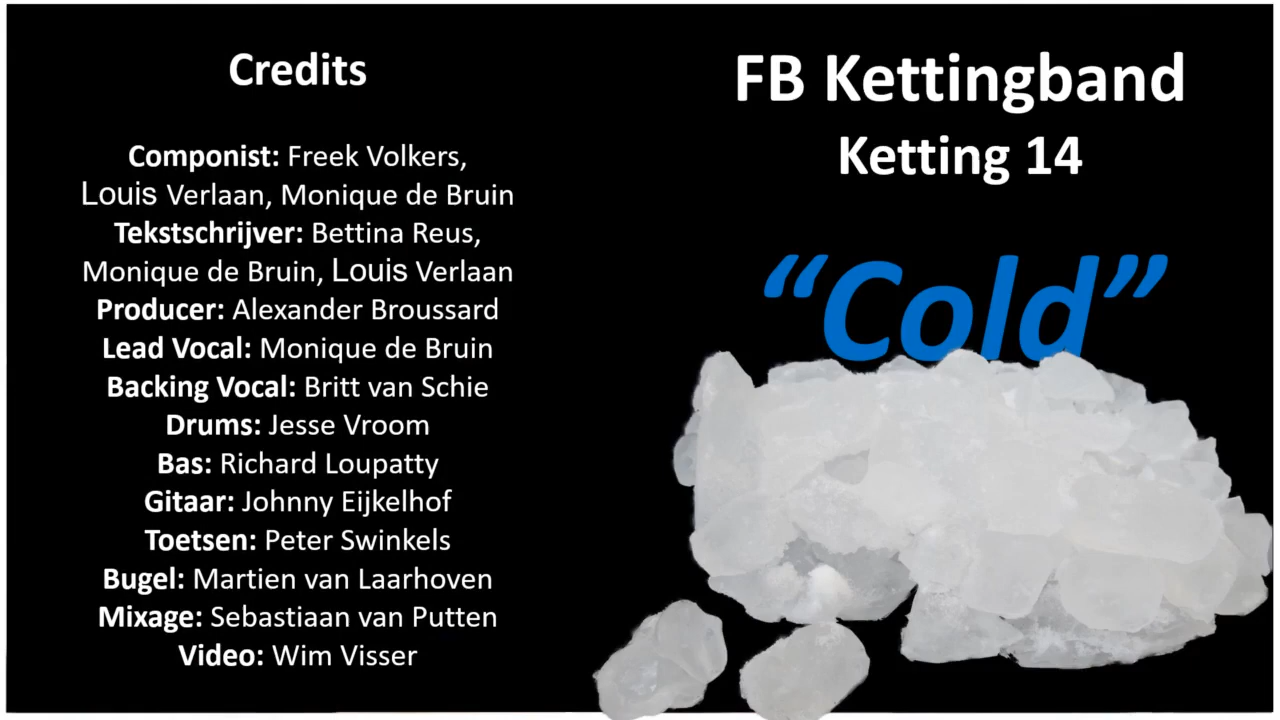 Credits
Componist: Freek Volkers,
Louis Verlaan, Monique de Bruin
Tekstschrijver: Bettina Reus,
Monique de Bruin, Louis Verlaan
Producer: Alexander Broussard
Lead Vocal: Monique de Bruin
Backing Vocal: Britt van Schie
Drums: Jesse Vroom
Bas: Richard Loupatty
Gitaar: Johnny Eijkelhof
Toetsen: Peter Swinkels
Bugel: Martien van Laarhoven
Mixage: Sebastiaan van Putten
Video: Wim Visser
FB Kettingband
Ketting 14
“Cold”